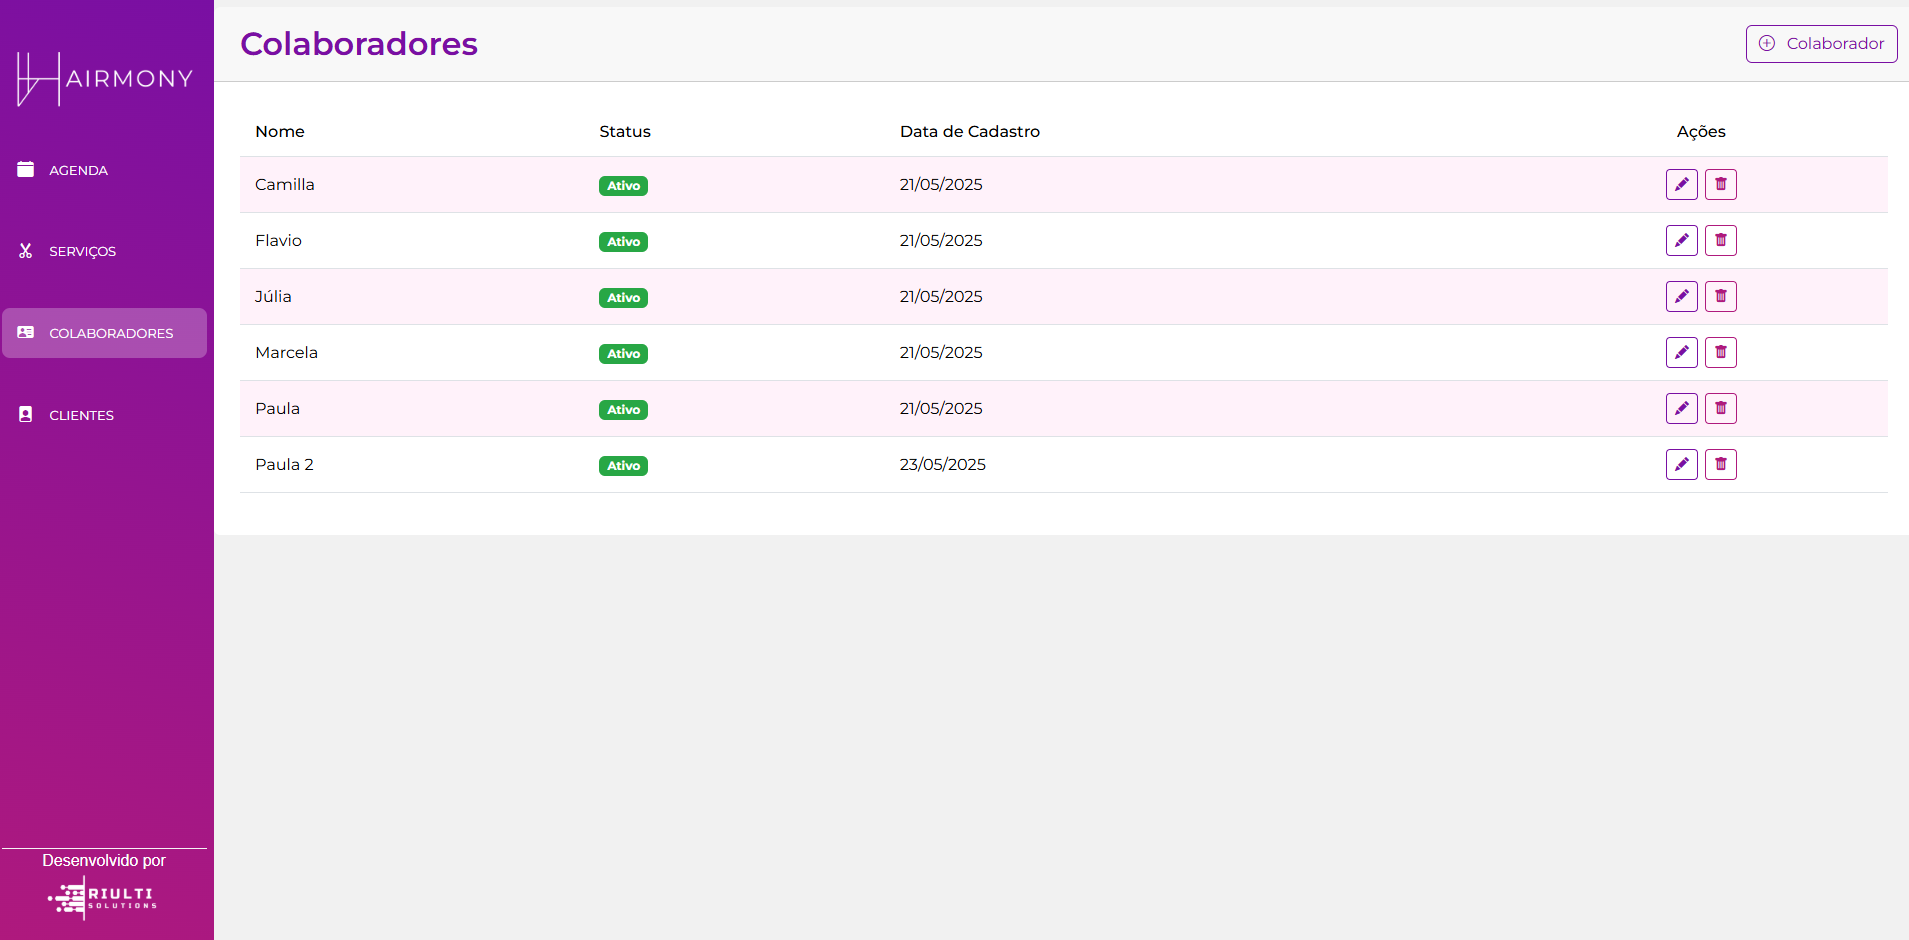 HAIRMONY
AGENDA
SERVIÇOS
COLABORADORES
CLIENTES
Desenvolvido por
RIULTI
SOLUTIONS
Colaboradores
Colaborador
Nome Status Data de Cadastro Ações
Camilla Ativo 21/05/2025
Flavio Ativo 21/05/2025
Júlia Ativo 21/05/2025
Marcela Ativo 21/05/2025
Paula Ativo 21/05/2025
Paula 2 Ativo 23/05/2025